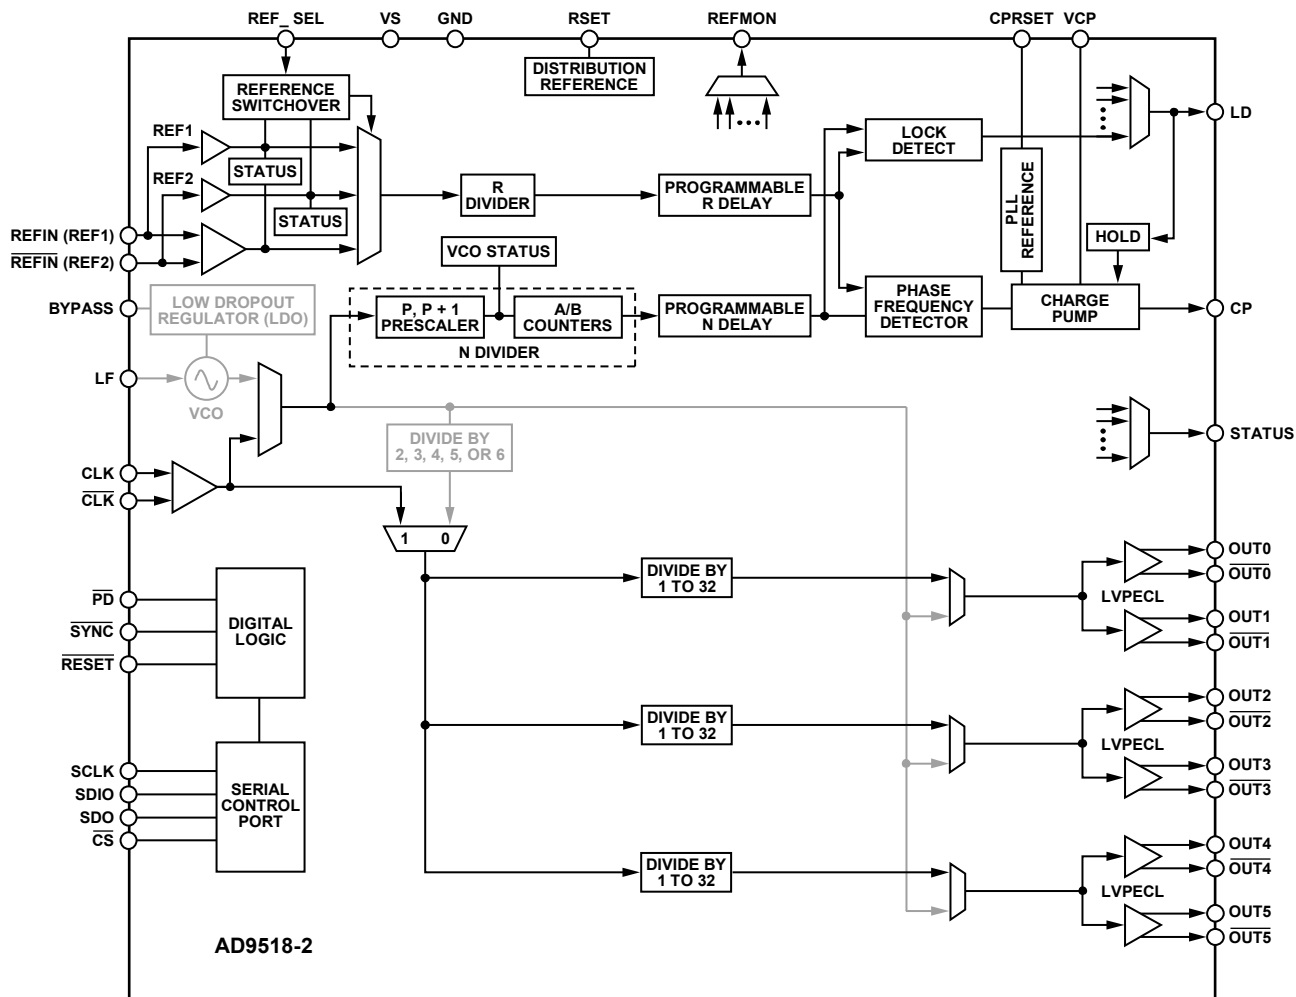 REF_ SEL
VS
GND
RSET
REFMON
CPRSET
VCP
DISTRIBUTION
REFERENCE
REFERENCE
SWITCHOVER
REF1
STATUS
REF2
STATUS
REFIN (REF1)
REFIN (REF2)
BYPASS
LF
R
DIVIDER
PROGRAMMABLE
R DELAY
LOCK
DETECT
LD
PLL
REFERENCE
HOLD
VCO STATUS
LOW DROPOUT
REGULATOR (LDO)
P, P + 1
PRESCALER
A/B
COUNTERS
N DIVIDER
PROGRAMMABLE
N DELAY
PHASE
FREQUENCY
DETECTOR
CHARGE
PUMP
CP
VCO
STATUS
DIVIDE BY
2, 3, 4, 5, OR 6
CLK
CLK
1 0
DIVIDE BY
1 TO 32
LVPECL
OUT0
OUT0
OUT1
OUT1
PD
SYNC
RESET
DIGITAL
LOGIC
DIVIDE BY
1 TO 32
LVPECL
OUT2
OUT2
OUT3
OUT3
SCLK
SDIO
SDO
CS
SERIAL
CONTROL
PORT
DIVIDE BY
1 TO 32
LVPECL
OUT4
OUT4
OUT5
OUT5
AD9518-2